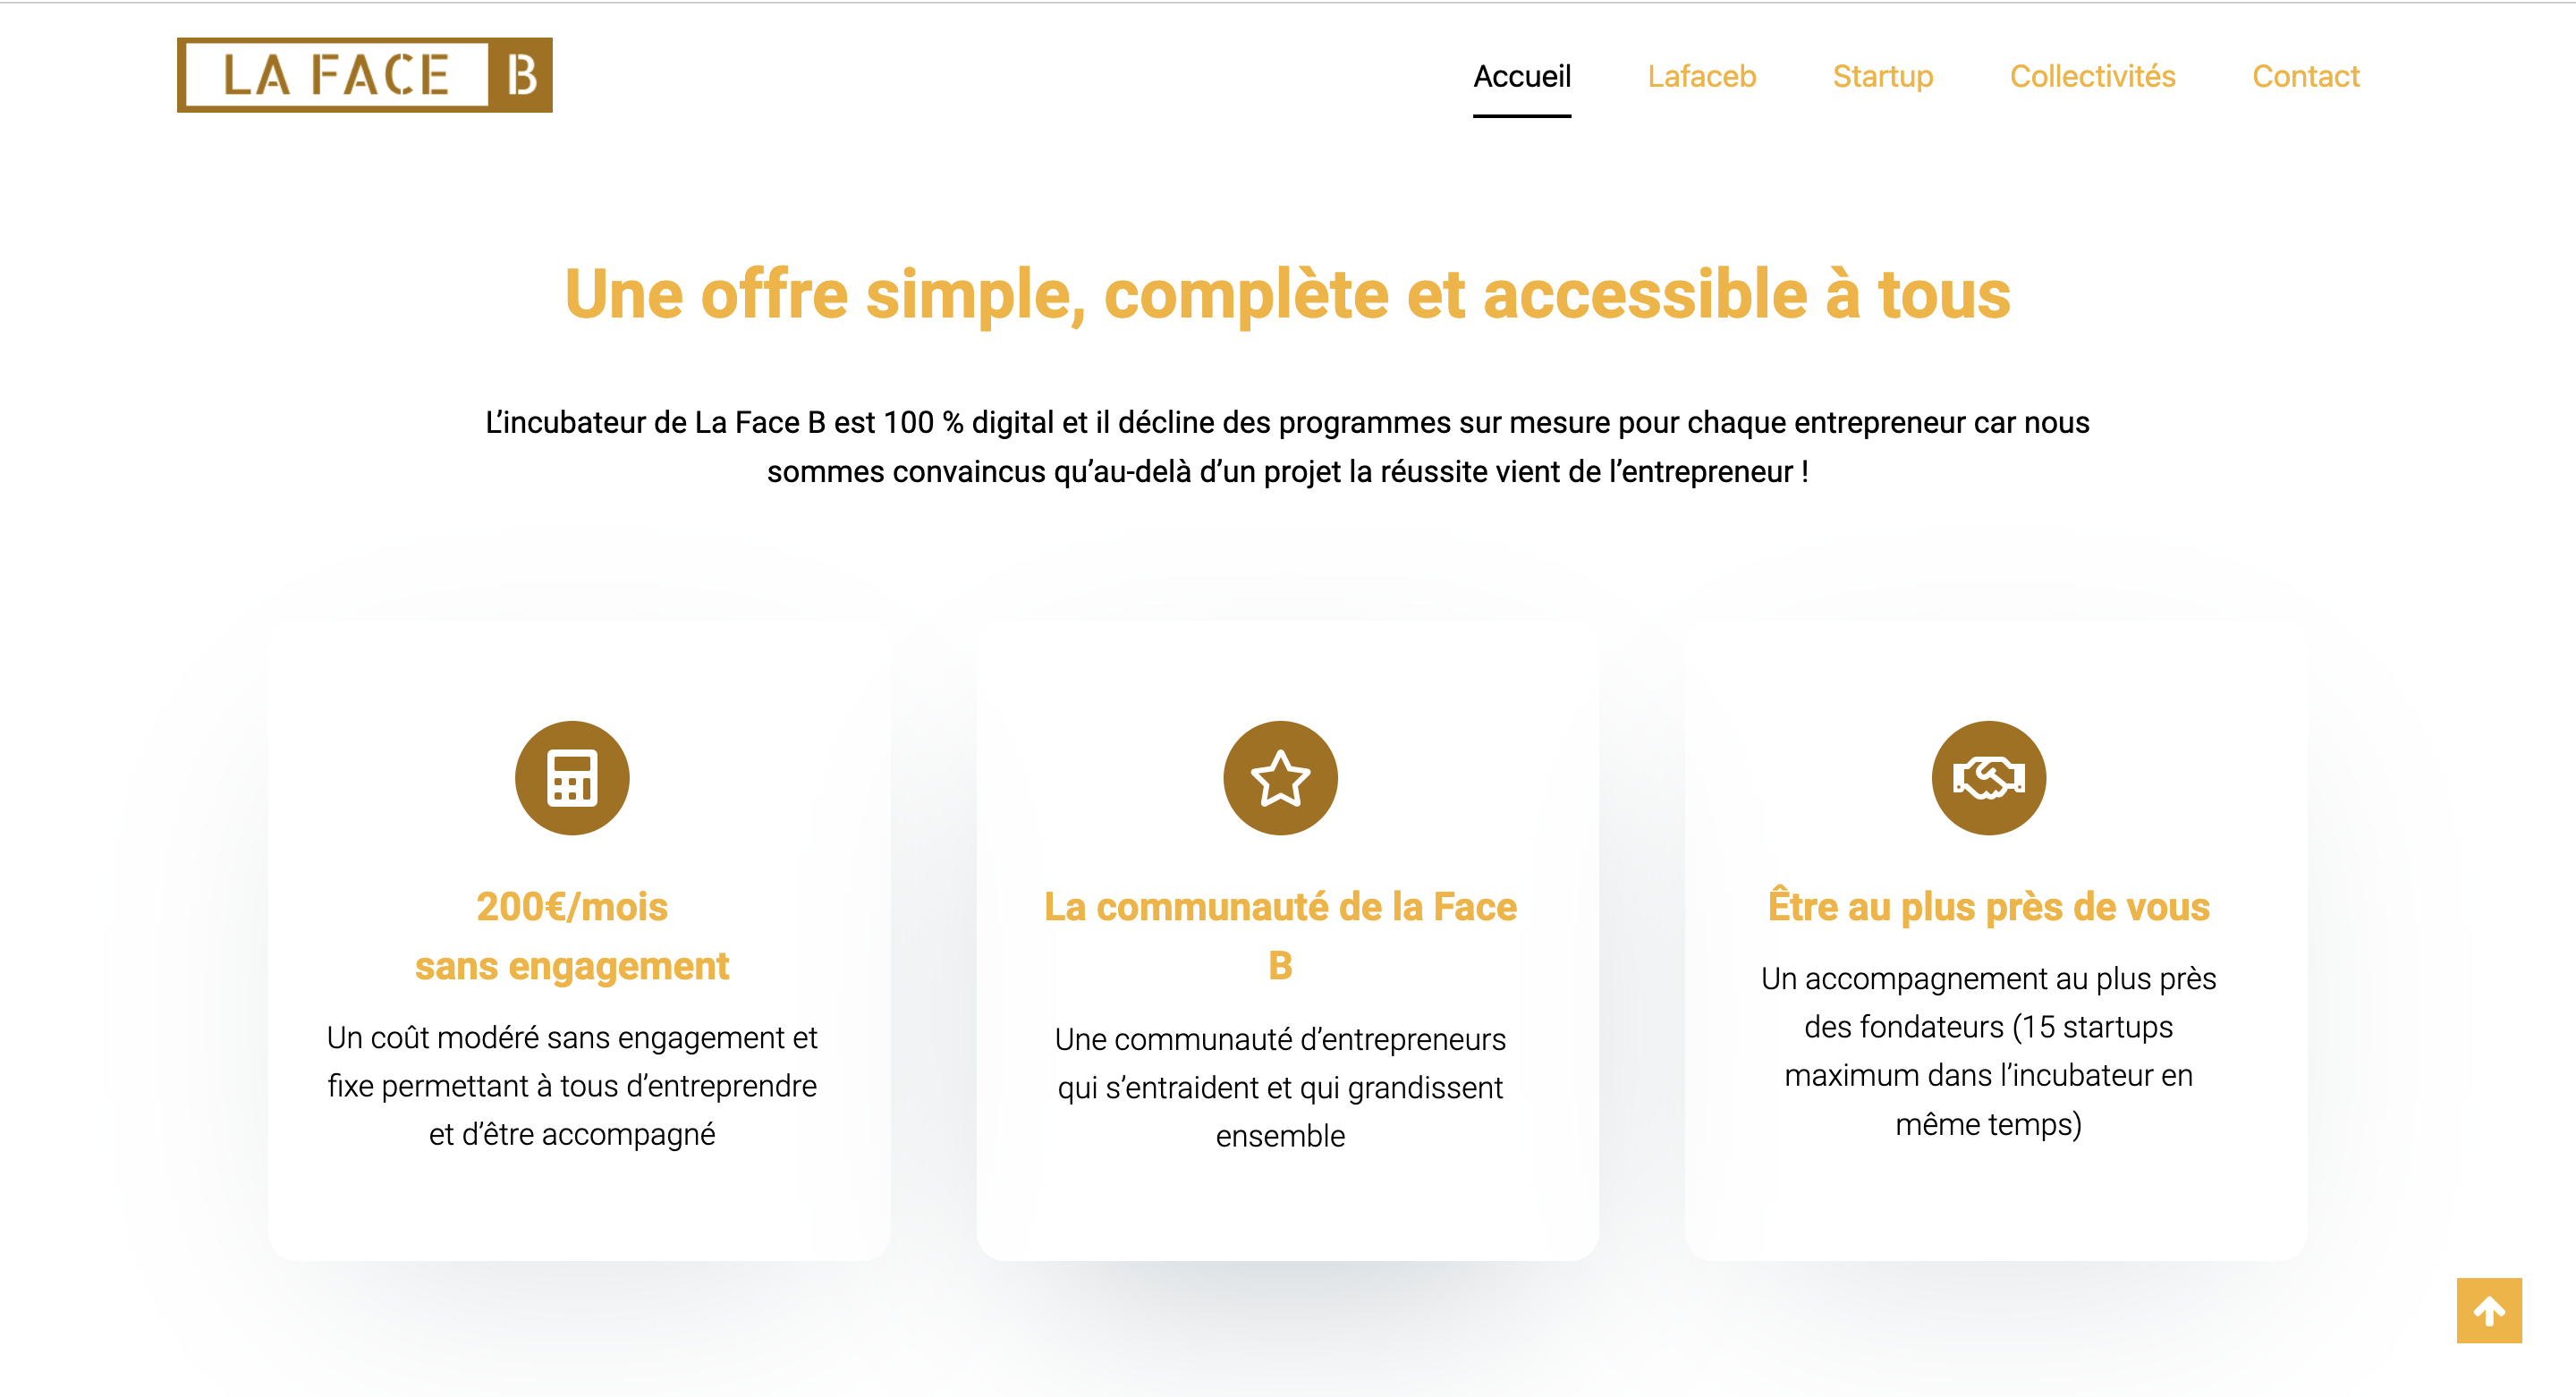 LA FACE B
Accueil
Lafaceb
Startup
Collectivités
Contact
Une offre simple, complète et accessible à tous
L’incubateur de La Face B est 100 % digital et il décline des programmes sur mesure pour chaque entrepreneur car nous
sommes convaincus qu’au-delà d’un projet la réussite vient de l’entrepreneur !
200€/mois
sans engagement
Un coût modéré sans engagement et
fixe permettant à tous d’entreprendre
et d’être accompagné
La communauté de la Face
B
Une communauté d’entrepreneurs
qui s’entraident et qui grandissent
ensemble
Être au plus près de vous
Un accompagnement au plus près
des fondateurs (15 startups
maximum dans l’incubateur en
même temps)